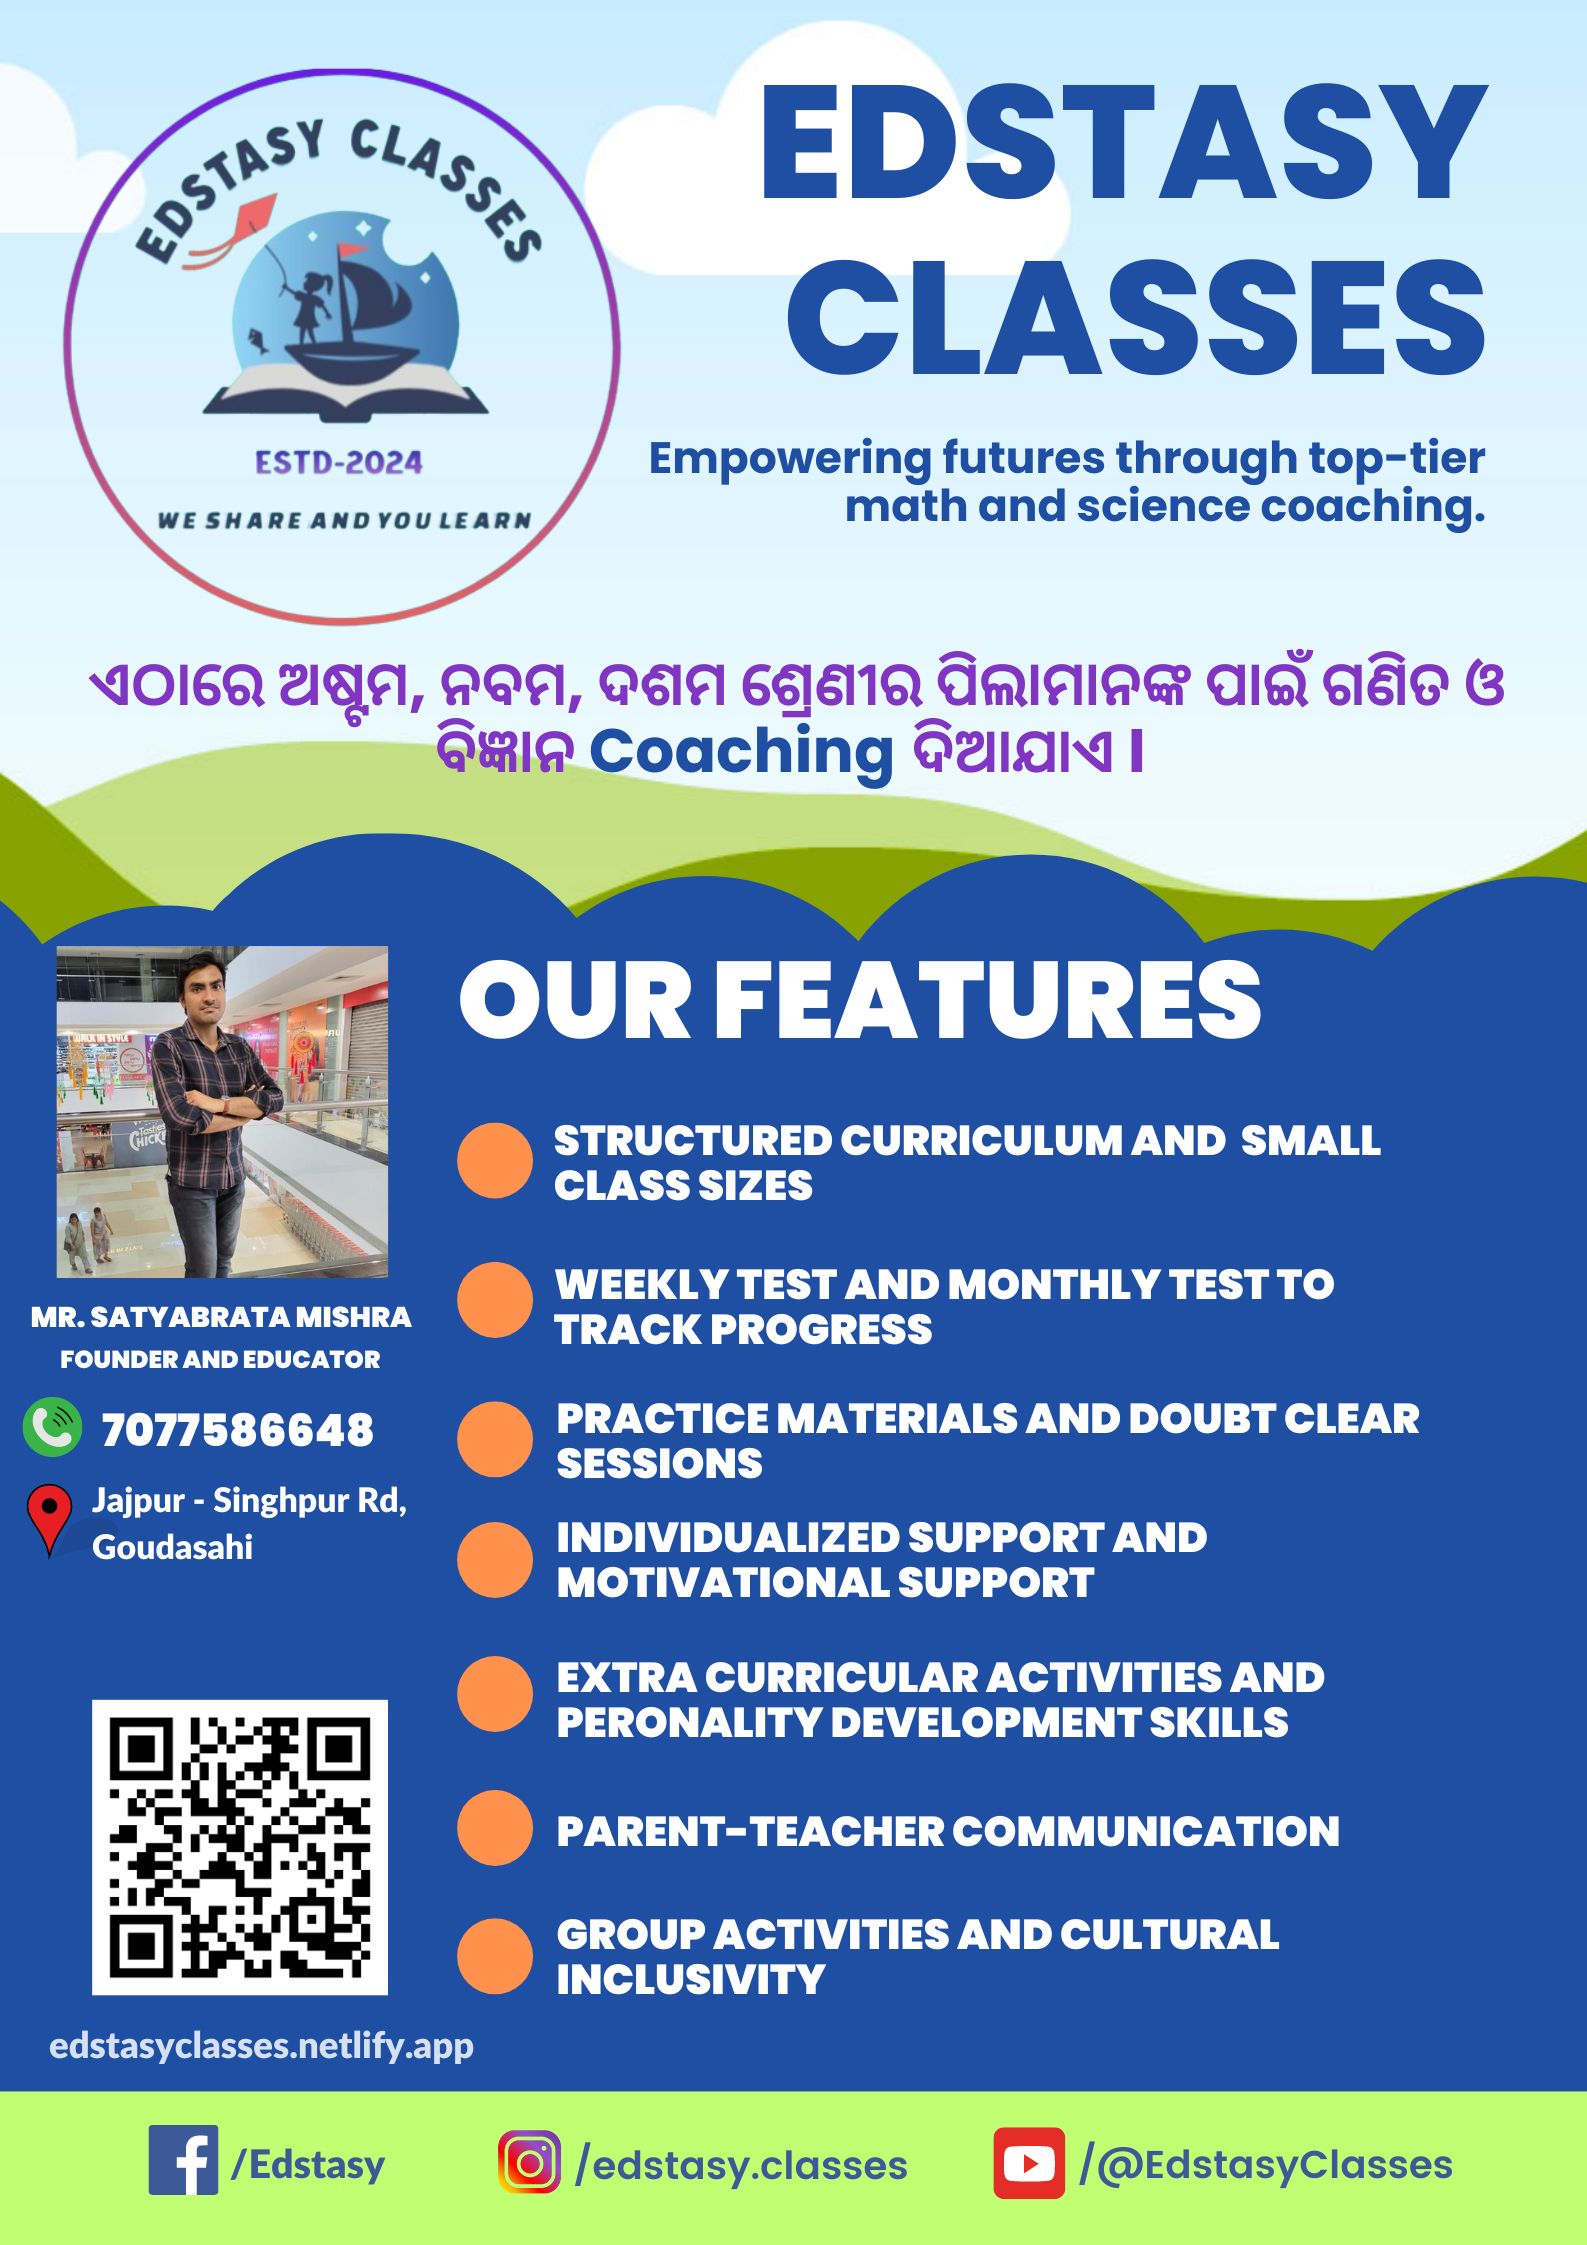 EDSTASY CLASSES
ESTD-2024
WE SHARE AND YOU LEARN
EDSTASY
CLASSES
Empowering futures through top-tier
math and science coaching.
ଏଠାରେ ଅଷ୍ଟମ, ନବମ, ଦଶମ ଶ୍ରେଣୀର ପିଲାମାନଙ୍କ ପାଇଁ ଗଣିତ ଓ
ବିଜ୍ଞାନ Coaching ଦିଆଯାଏ l
WALK IN STYLE
MR. SATYABRATA MISHRA
FOUNDER AND EDUCATOR
7077586648
Jajpur - Singhpur Rd,
Goudasahi
edstasyclasses.netlify.app
OUR FEATURES
STRUCTURED CURRICULUM AND SMALL
CLASS SIZES
WEEKLY TEST AND MONTHLY TEST TO
TRACK PROGRESS
PRACTICE MATERIALS AND DOUBT CLEAR
SESSIONS
INDIVIDUALIZED SUPPORT AND
MOTIVATIONAL SUPPORT
EXTRA CURRICULAR ACTIVITIES AND
PERONALITY DEVELOPMENT SKILLS
PARENT-TEACHER COMMUNICATION
GROUP ACTIVITIES AND CULTURAL
INCLUSIVITY
/Edstasy
/edstasy.classes
/@EdstasyClasses